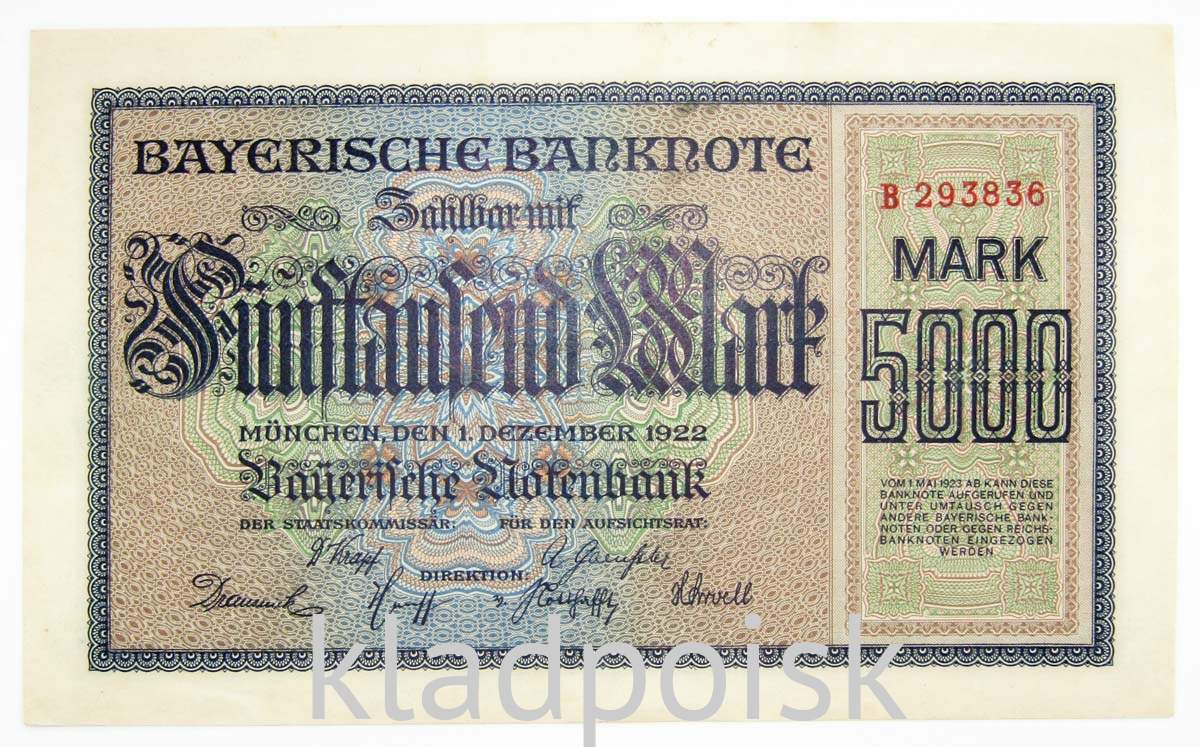 BAYERISCHE BANKNOTE
Zahlbar mit
Fünftausend Mark
MÜNCHEN, DEN 1. DEZEMBER 1922
Bayerische Notenbank
DER STAATSKOMMISSÄR: FÜR DEN AUFSICHTSRAT:
DIREKTION:
B 293836
MARK
5000
VOM 1. MAI 1923 AB KANN DIESE
BANKNOTE AUFGERUFEN UND
UNTER UMTAUSCH GEGEN
ANDERE BAYERISCHE BANK-
NOTEN ODER GEGEN REICHS-
BANKNOTEN EINGEZOGEN
WERDEN
kladpoisk